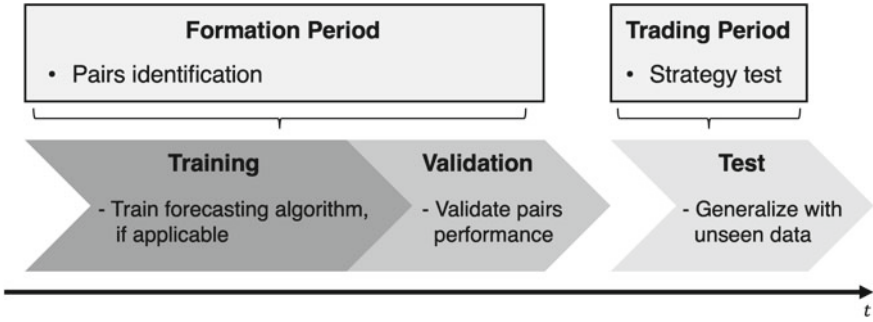 Formation Period
• Pairs identification
Trading Period
• Strategy test
Training
- Train forecasting algorithm,
if applicable
Validation
- Validate pairs
performance
Test
- Generalize with
unseen data
t